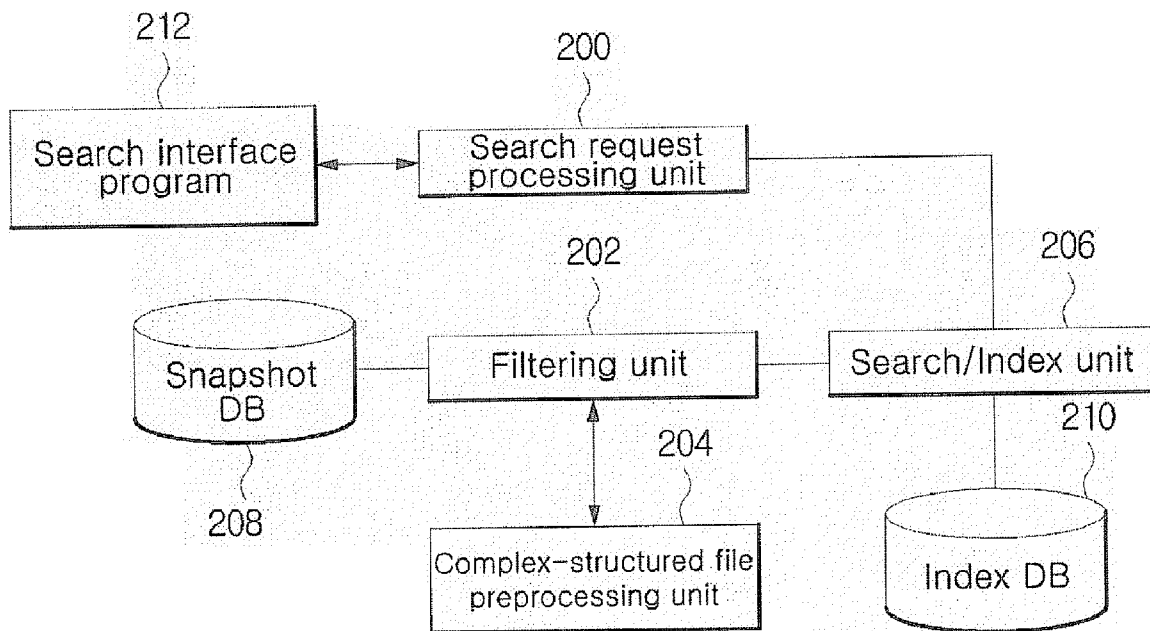 212
200
Search interface
program
Search request
processing unit
202
206
Snapshot
DB
Filtering unit
Search/Index unit
208
204
210
Complex-structured file
preprocessing unit
Index DB